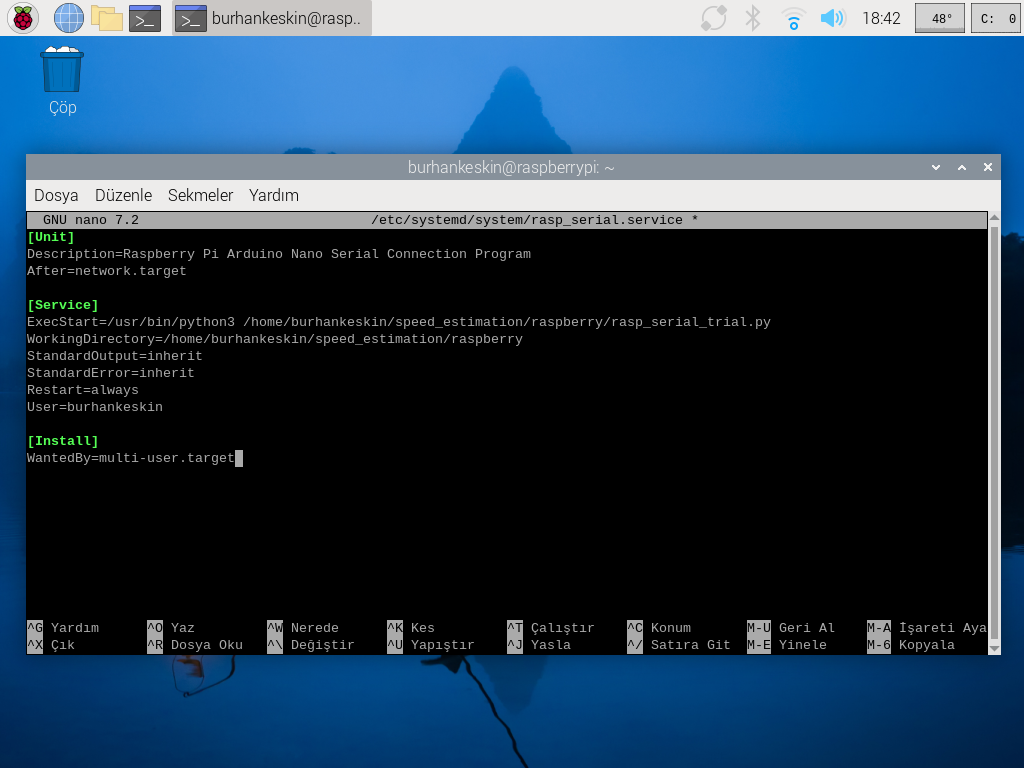 burhankeskin@rasp..
18:42
48°
C: 0
Çöp
burhankeskin@raspberrypi: ~
Dosya Düzenle Sekmeler Yardım
GNU nano 7.2 /etc/systemd/system/rasp_serial.service *
[Unit]
Description=Raspberry Pi Arduino Nano Serial Connection Program
After=network.target
[Service]
ExecStart=/usr/bin/python3 /home/burhankeskin/speed_estimation/raspberry/rasp_serial_trial.py
WorkingDirectory=/home/burhankeskin/speed_estimation/raspberry
StandardOutput=inherit
StandardError=inherit
Restart=always
User=burhankeskin
[Install]
WantedBy=multi-user.target
^G Yardım ^O Yaz ^W Nerede ^K Kes ^T Çalıştır ^C Konum M-U Geri Al M-A İşareti Aya
^X Çık ^R Dosya Oku ^\ Değiştir ^U Yapıştır ^J Yasla ^/ Satıra Git M-E Yinele M-6 Kopyala